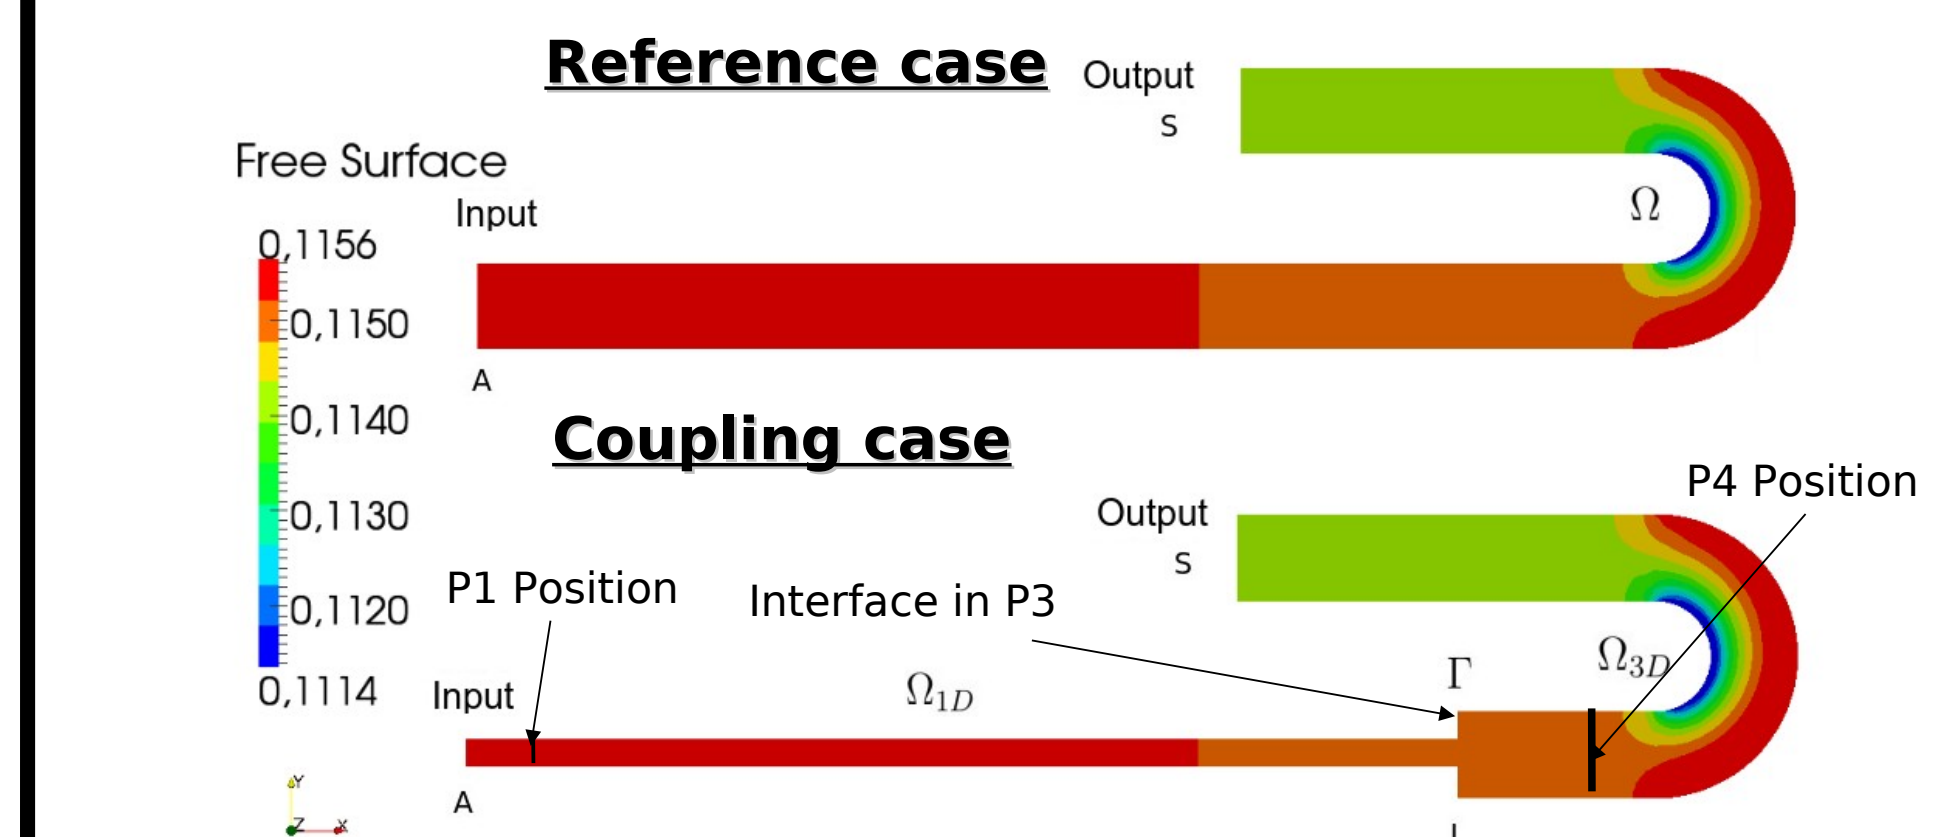 Reference case
Output
S
Free Surface
Input
0,1156
0,1150
0,1140
0,1130
0,1120
0,1114
Ω
A
Coupling case
P4 Position
Output
S
P1 Position
Interface in P3
Γ
Ω3D
Input
Ω1D
A
Y
Z
X